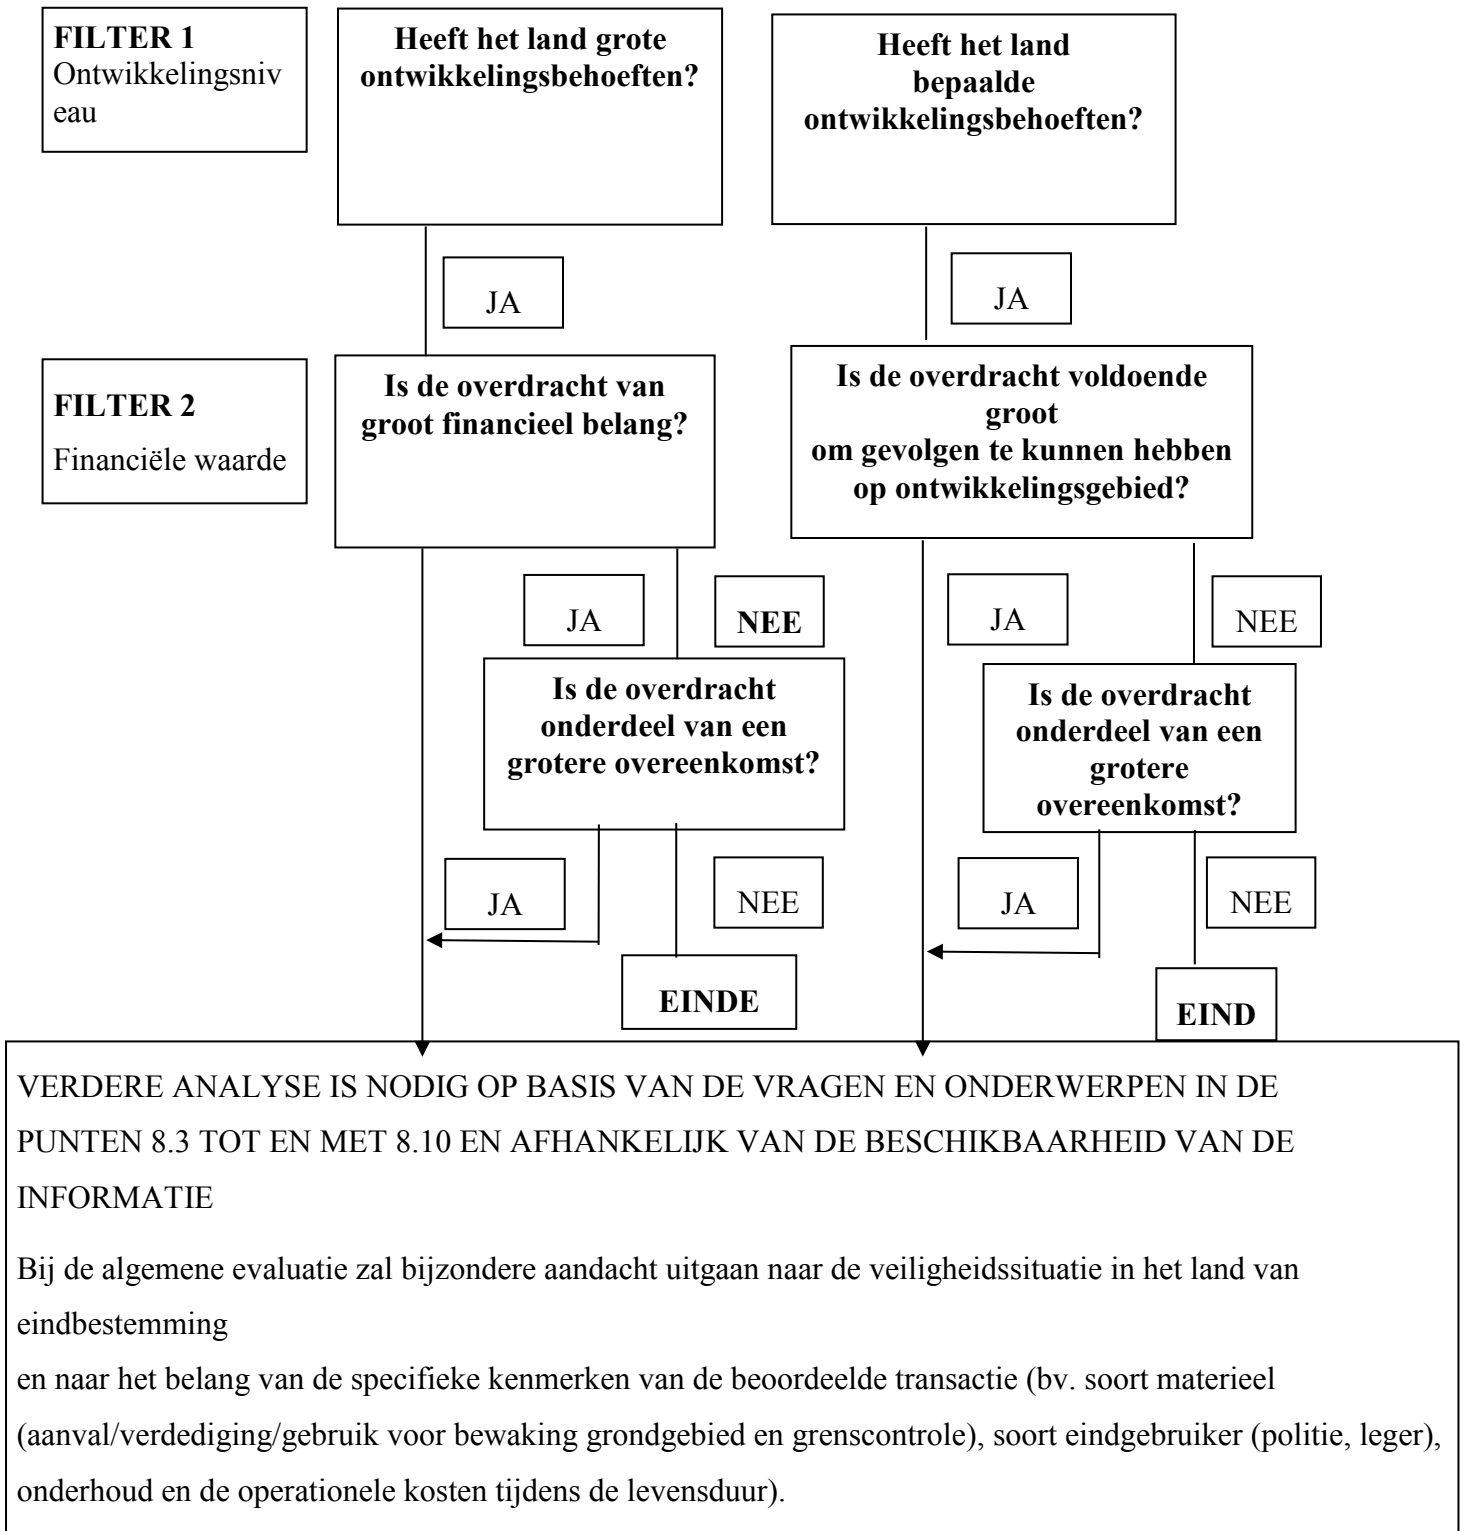 FILTER 1
Ontwikkelingsniv
eau
Heeft het land grote
ontwikkelingsbehoeften?
Heeft het land
bepaalde
ontwikkelingsbehoeften?
JA
JA
FILTER 2
Financiële waarde
Is de overdracht van
groot financieel belang?
Is de overdracht voldoende
groot
om gevolgen te kunnen hebben
op ontwikkelingsgebied?
JA
NEE
JA
NEE
Is de overdracht
onderdeel van een
grotere overeenkomst?
Is de overdracht
onderdeel van een
grotere
overeenkomst?
JA
NEE
JA
NEE
EINDE
EIND
VERDERE ANALYSE IS NODIG OP BASIS VAN DE VRAGEN EN ONDERWERPEN IN DE
PUNTEN 8.3 TOT EN MET 8.10 EN AFHANKELIJK VAN DE BESCHIKBAARHEID VAN DE
INFORMATIE
Bij de algemene evaluatie zal bijzondere aandacht uitgaan naar de veiligheidssituatie in het land van
eindbestemming
en naar het belang van de specifieke kenmerken van de beoordeelde transactie (bv. soort materieel
(aanval/verdediging/gebruik voor bewaking grondgebied en grenscontrole), soort eindgebruiker (politie, leger),
onderhoud en de operationele kosten tijdens de levensduur).